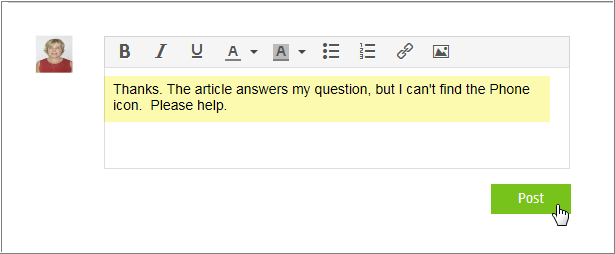 B I U A A
Thanks. The article answers my question, but I can't find the Phone
icon.  Please help.
Post